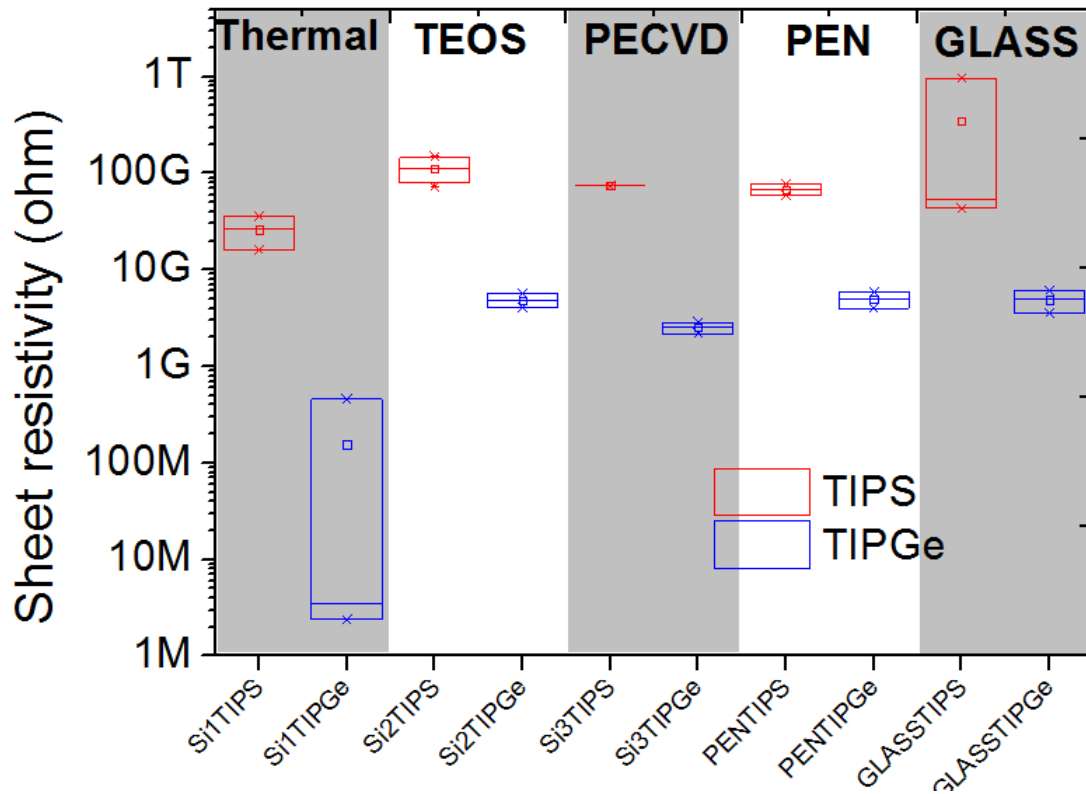 Thermal TEOS PECVD PEN GLASS
Sheet resistivity (ohm)
1T
100G
10G
1G
100M
10M
1M
TIPS
TIPGe
Si1TIPS
Si1TIPGe
Si2TIPS
Si2TIPGe
Si3TIPS
Si3TIPGe
PENTIPS
PENTIPGe
GLASSTIPS
GLASSTIPGe